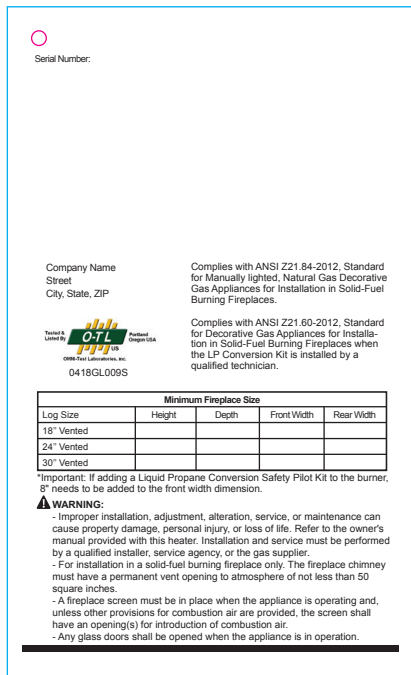 Serial Number:
Company Name
Street
City, State, ZIP
Complies with ANSI Z21.84-2012, Standard
for Manually lighted, Natural Gas Decorative
Gas Appliances for Installation in Solid-Fuel
Burning Fireplaces.
Complies with ANSI Z21.60-2012, Standard
for Decorative Gas Appliances for Installa-
tion in Solid-Fuel Burning Fireplaces when
the LP Conversion Kit is installed by a
qualified technician.
Tested &
Listed By
O-TL
US
Portland
Oregon USA
OMNI-Test Laboratories, Inc.
0418GL009S
Minimum Fireplace Size
Log Size Height Depth Front Width Rear Width
18" Vented
24" Vented
30" Vented
*Important: If adding a Liquid Propane Conversion Safety Pilot Kit to the burner,
8" needs to be added to the front width dimension.
WARNING:
- Improper installation, adjustment, alteration, service, or maintenance can
cause property damage, personal injury, or loss of life. Refer to the owner's
manual provided with this heater. Installation and service must be performed
by a qualified installer, service agency, or the gas supplier.
- For installation in a solid-fuel burning fireplace only. The fireplace chimney
must have a permanent vent opening to atmosphere of not less than 50
square inches.
- A fireplace screen must be in place when the appliance is operating and,
unless other provisions for combustion air are provided, the screen shall
have an opening(s) for introduction of combustion air.
- Any glass doors shall be opened when the appliance is in operation.